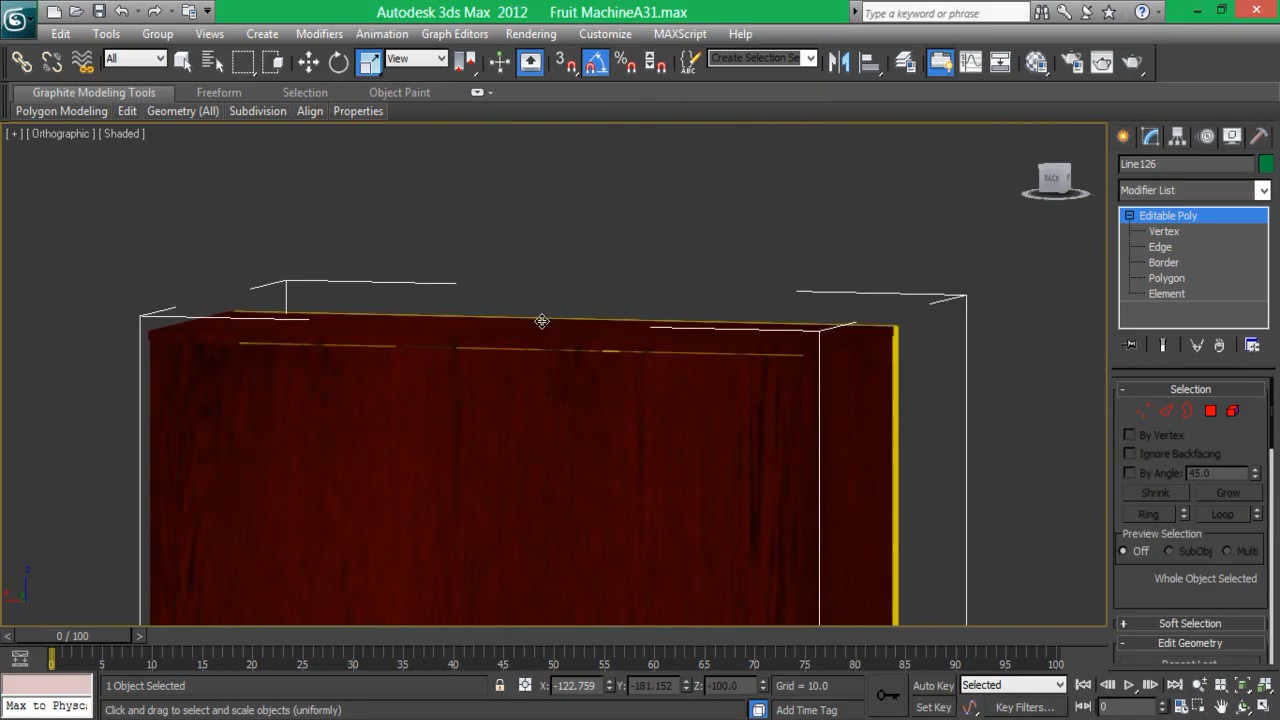 Autodesk 3ds Max 2012 Fruit MachineA31.max
Type a keyword or phrase
Edit Tools Group Views Create Modifiers Animation Graph Editors Rendering Customize MAXScript Help
All View 3 Create Selection Se
Graphite Modeling Tools Freeform Selection Object Paint
Polygon Modeling Edit Geometry (All) Subdivision Align Properties
[ + ] [ Orthographic ] [ Shaded ]
BACK
Line126
Modifier List
Editable Poly
Vertex
Edge
Border
Polygon
Element
- Selection
By Vertex
Ignore Backfacing
By Angle: 45.0
Shrink Grow
Ring Loop
Preview Selection
Off SubObj Multi
Whole Object Selected
+ Soft Selection
- Edit Geometry
z
< 0 / 100 >
0 5 10 15 20 25 30 35 40 45 50 55 60 65 70 75 80 85 90 95 100
1 Object Selected X: -122.759 Y: -181.152 Z: -100.0 Grid = 10.0 Auto Key Selected
Max to Physc Click and drag to select and scale objects (uniformly) Add Time Tag Set Key Key Filters... 0